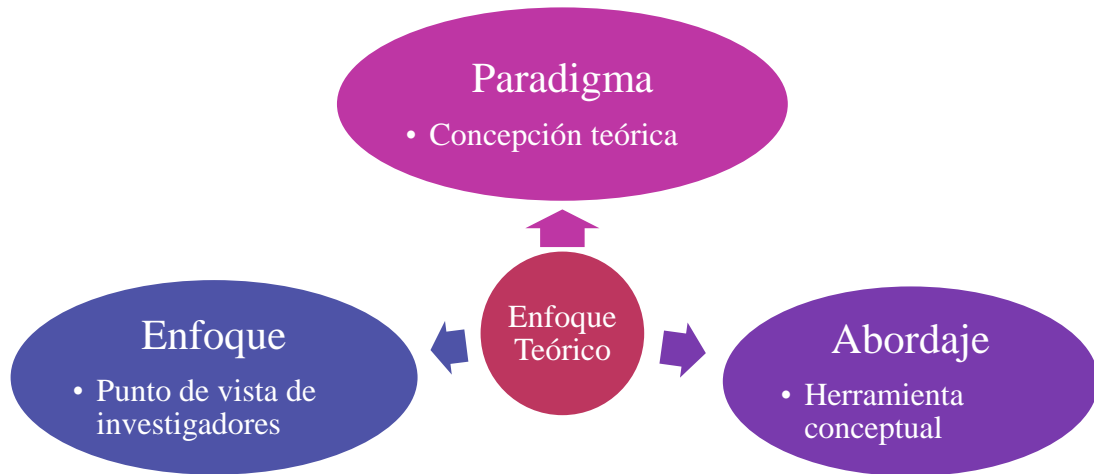 Paradigma
• Concepción teórica
Enfoque
Teórico
Enfoque
• Punto de vista de
investigadores
Abordaje
• Herramienta
conceptual